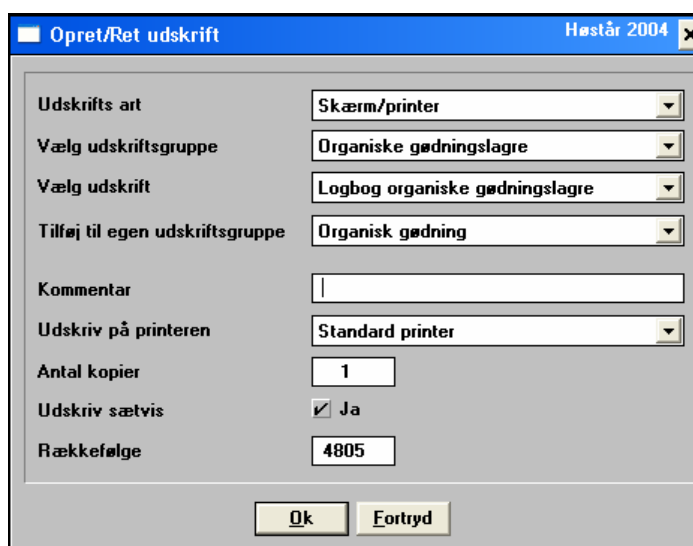 Opret/Ret udskrift Høstår 2004
Udskrifts art Skærm/printer
Vælg udskriftsgruppe Organiske gødningslagre
Vælg udskrift Logbog organiske gødningslagre
Tilføj til egen udskriftsgruppe Organisk gødning
Kommentar
Udskriv på printeren Standard printer
Antal kopier 1
Udskriv sætvis Ja
Rækkefølge 4805
Ok Fortryd